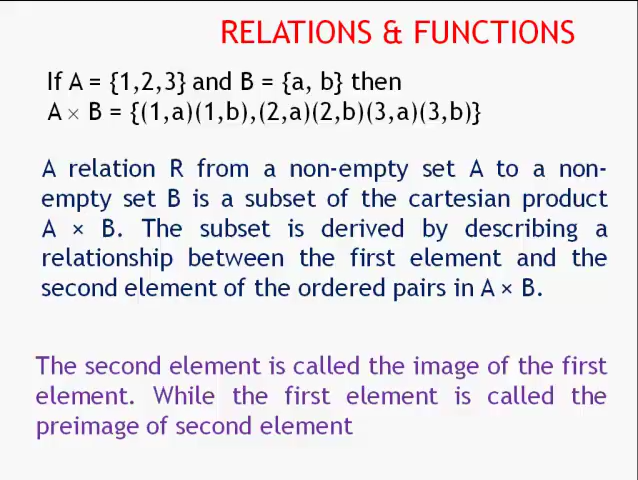 RELATIONS & FUNCTIONS
If A = {1,2,3} and B = {a, b} then
A × B = {(1,a)(1,b),(2,a)(2,b)(3,a)(3,b)}
A relation R from a non-empty set A to a non-
empty set B is a subset of the cartesian product
A × B. The subset is derived by describing a
relationship between the first element and the
second element of the ordered pairs in A × B.
The second element is called the image of the first
element. While the first element is called the
preimage of second element